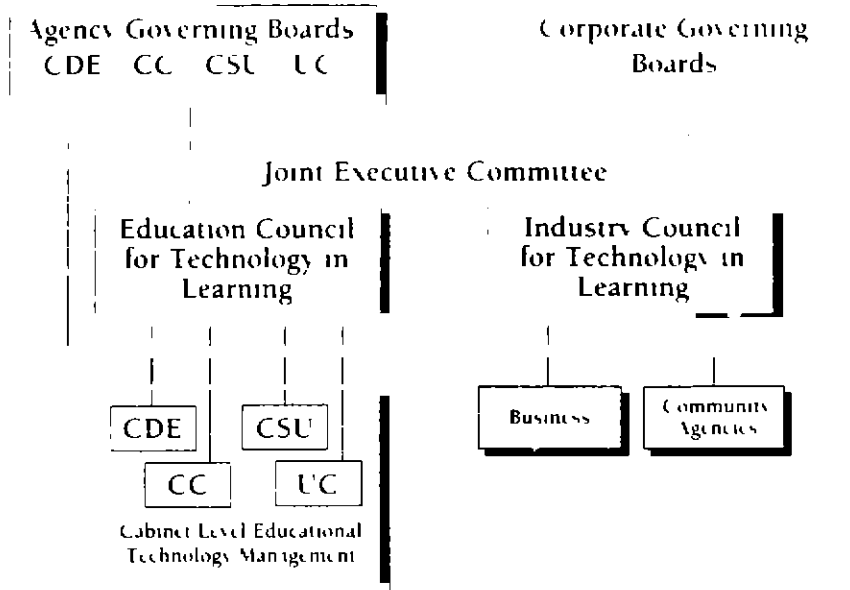 Agency Governing Boards
CDE CC CSU UC
Corporate Governing
Boards
Joint Executive Committee
Education Council
for Technology in
Learning
Industry Council
for Technology in
Learning
CDE
CSU
CC
UC
Business
Community
Agencies
Cabinet Level Educational
Technology Management